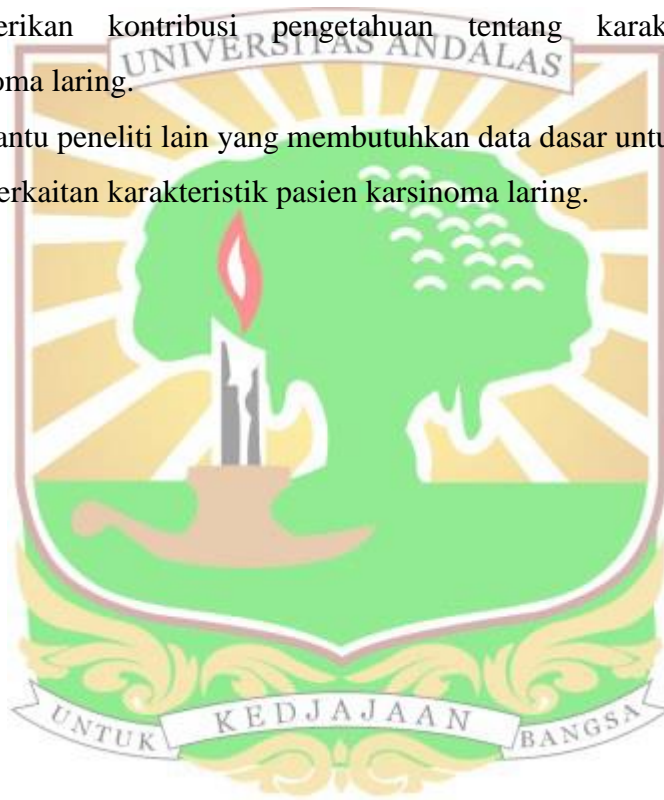 erikan kontribusi pengetahuan tentang karak
UNIVERSITAS ANDALAS
oma laring.
antu peneliti lain yang membutuhkan data dasar untu
erkaitan karakteristik pasien karsinoma laring.
UNTUK KEDJAJAAN BANGSA